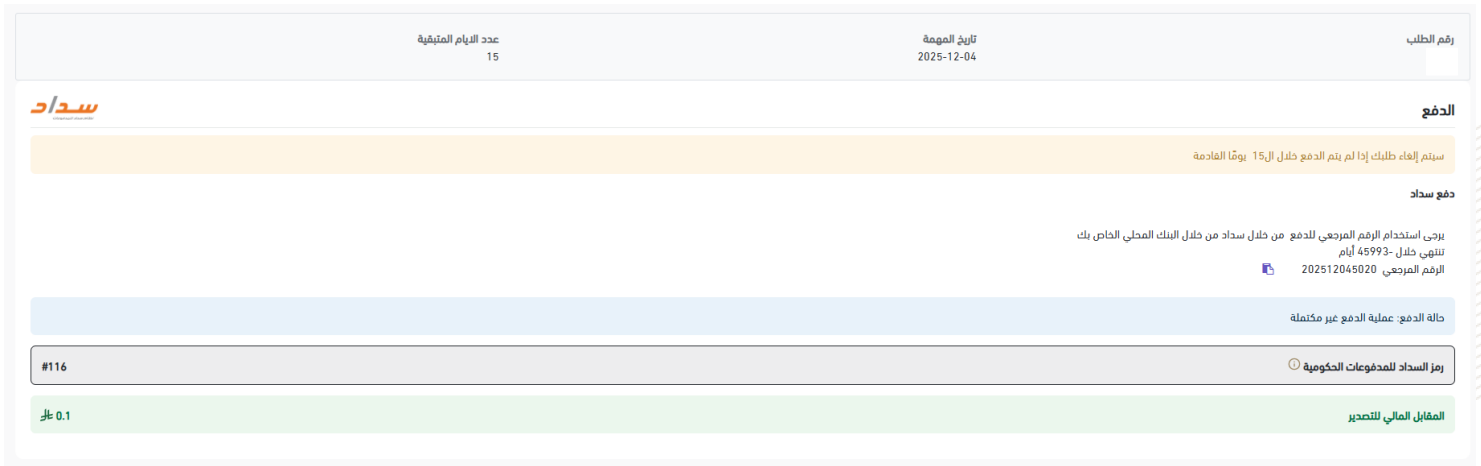 رقم الطلب
تاريخ المهمة
2025-12-04
عدد الايام المتبقية
15
الدفع
سداد
سيتم إلغاء طلبك إذا لم يتم الدفع خلال ال15 يومًا القادمة
دفع سداد
يرجى استخدام الرقم المرجعي للدفع من خلال سداد من خلال البنك المحلي الخاص بك
تنتهي خلال -45993 أيام
الرقم المرجعي 202512045020
حالة الدفع: عملية الدفع غير مكتملة
رمز السداد للمدفوعات الحكومية
#116
المقابل المالي للتصدير
0.1